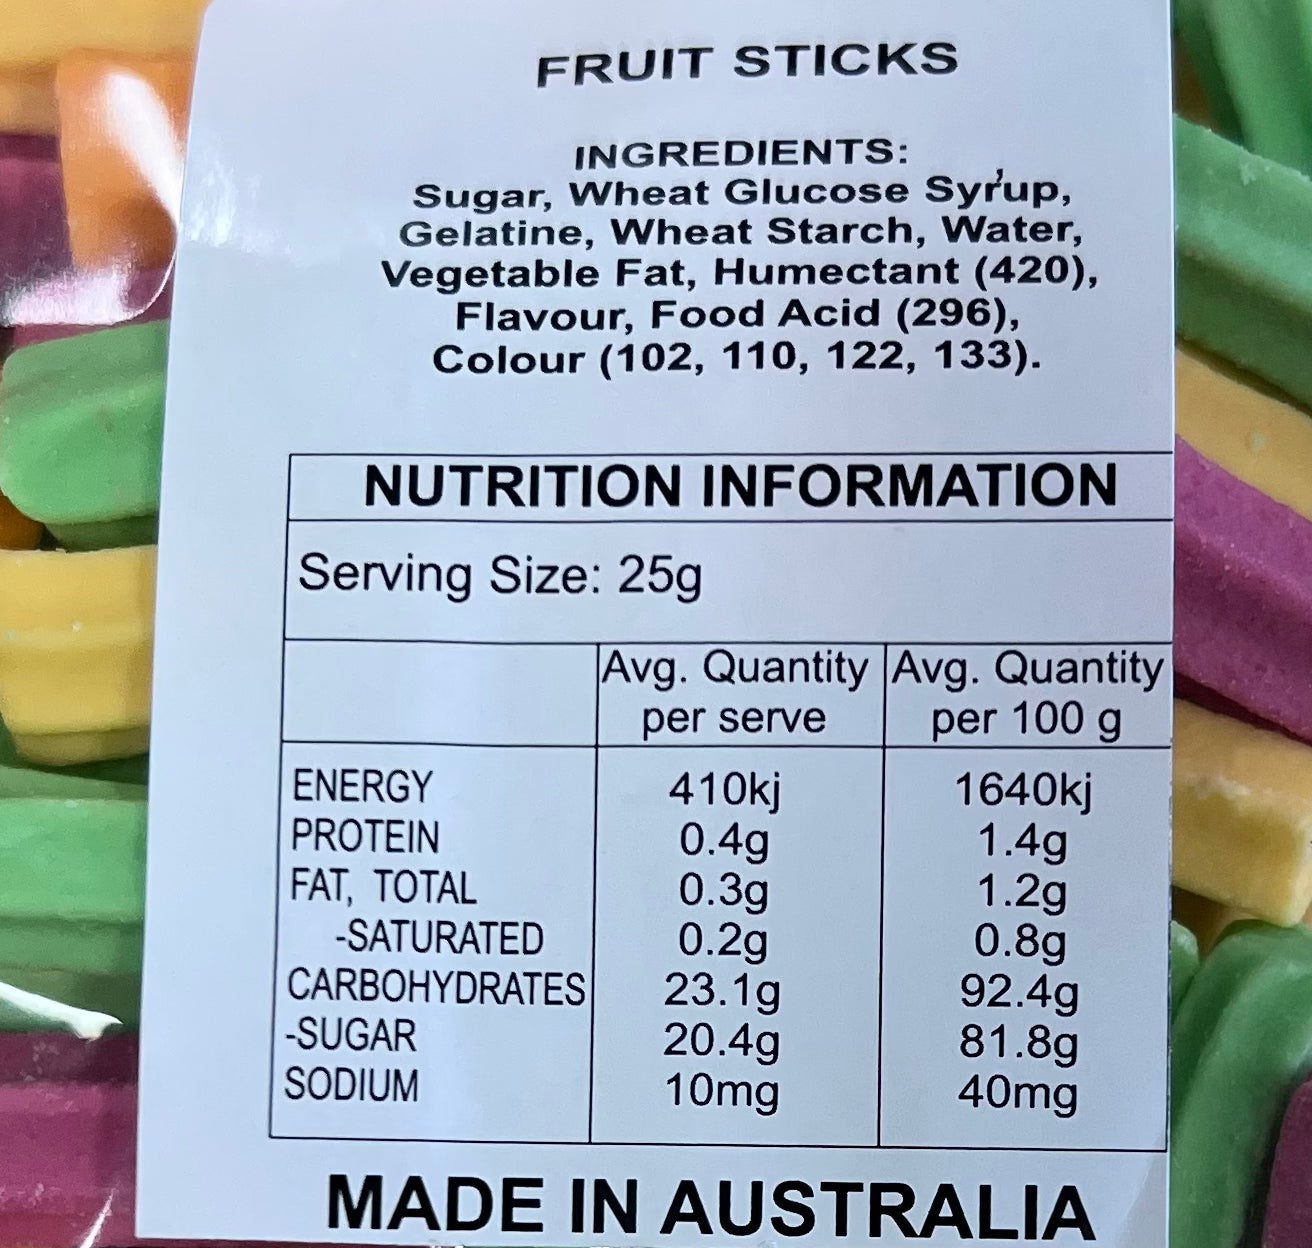 FRUIT STICKS
INGREDIENTS:
Sugar, Wheat Glucose Syrup,
Gelatine, Wheat Starch, Water,
Vegetable Fat, Humectant (420),
Flavour, Food Acid (296),
Colour (102, 110, 122, 133).
NUTRITION INFORMATION
Serving Size: 25g
Avg. Quantity per serve Avg. Quantity per 100 g
ENERGY 410kj 1640kj
PROTEIN 0.4g 1.4g
FAT, TOTAL 0.3g 1.2g
-SATURATED 0.2g 0.8g
CARBOHYDRATES 23.1g 92.4g
-SUGAR 20.4g 81.8g
SODIUM 10mg 40mg
MADE IN AUSTRALIA